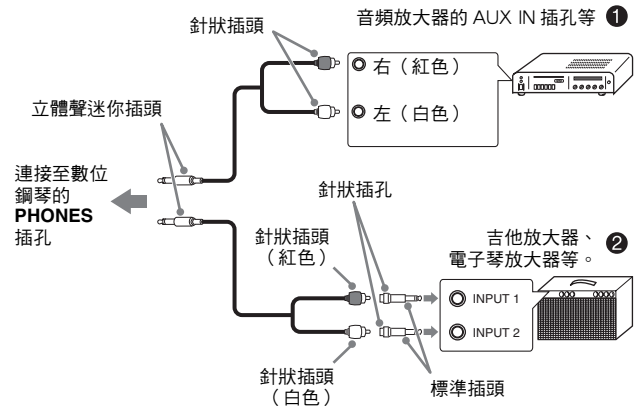 音頻放大器的 AUX IN 插孔等 ❶
針狀插頭
右（紅色）
左（白色）
立體聲迷你插頭
連接至數位
鋼琴的
PHONES
插孔
針狀插孔
針狀插頭
（紅色）
吉他放大器、
電子琴放大器等。 ❷
INPUT 1
INPUT 2
針狀插頭
（白色）
標準插頭